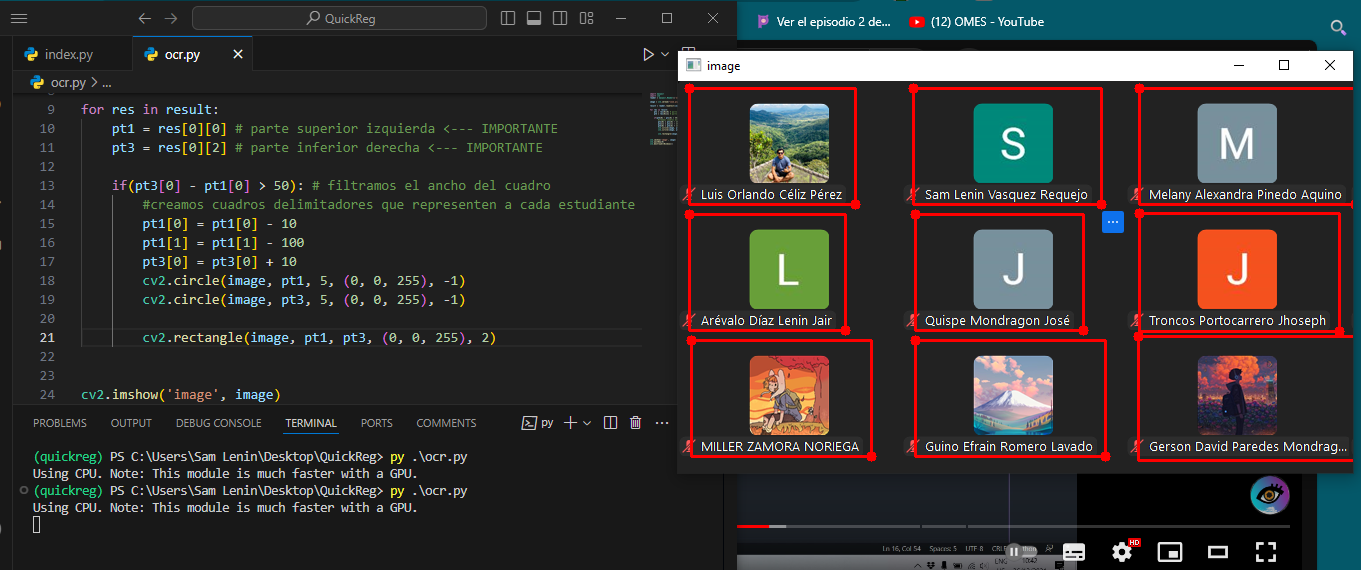 QuickReg
Ver el episodio 2 de...
(12) OMES - YouTube
index.py
ocr.py
ocr.py > ...
image
9 for res in result:
10 pt1 = res[0][0] # parte superior izquierda <--- IMPORTANTE
11 pt3 = res[0][2] # parte inferior derecha <--- IMPORTANTE
12
13 if(pt3[0] - pt1[0] > 50): # filtramos el ancho del cuadro
14 #creamos cuadros delimitadores que representen a cada estudiante
15 pt1[0] = pt1[0] - 10
16 pt1[1] = pt1[1] - 100
17 pt3[0] = pt3[0] + 10
18 cv2.circle(image, pt1, 5, (0, 0, 255), -1)
19 cv2.circle(image, pt3, 5, (0, 0, 255), -1)
20
21 cv2.rectangle(image, pt1, pt3, (0, 0, 255), 2)
22
23
24 cv2.imshow('image', image)
PROBLEMS OUTPUT DEBUG CONSOLE TERMINAL PORTS COMMENTS
py
(quickreg) PS C:\Users\Sam Lenin\Desktop\QuickReg> py .\ocr.py
Using CPU. Note: This module is much faster with a GPU.
(quickreg) PS C:\Users\Sam Lenin\Desktop\QuickReg> py .\ocr.py
Using CPU. Note: This module is much faster with a GPU.
S
M
Luis Orlando Céliz Pérez
Sam Lenin Vasquez Requejo
Melany Alexandra Pinedo Aquino
L
J
J
Arévalo Díaz Lenin Jair
Quispe Mondragon José
Troncos Portocarrero Jhoseph
MILLER ZAMORA NORIEGA
Guino Efrain Romero Lavado
Gerson David Paredes Mondrag...
Ln 16, Col 54 Spaces: 5 UTF-8
HD
ENG